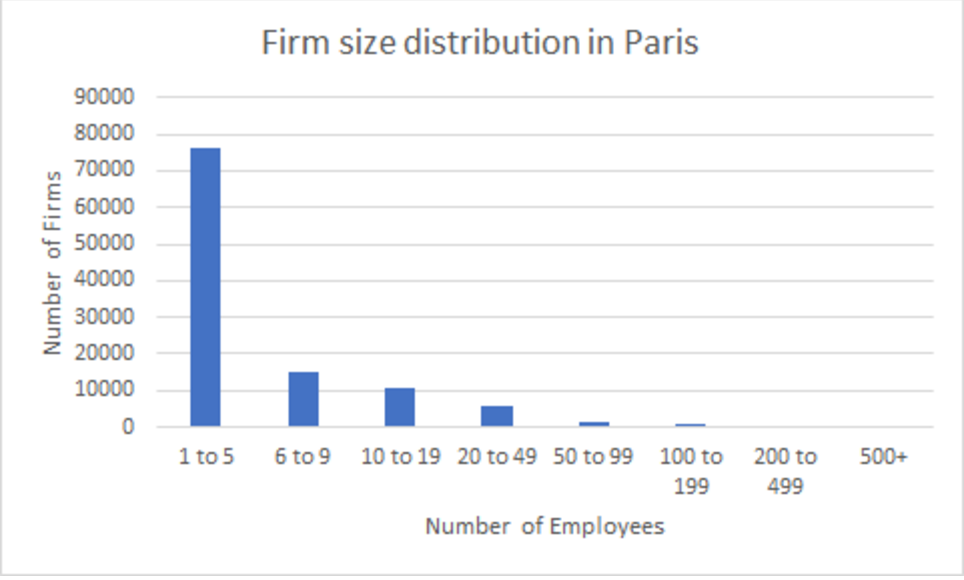 Firm size distribution in Paris
90000
80000
70000
60000
50000
40000
30000
20000
10000
0
Number of Firms
1 to 5 6 to 9 10 to 19 20 to 49 50 to 99 100 to 200 to 500+
199 499
Number of Employees